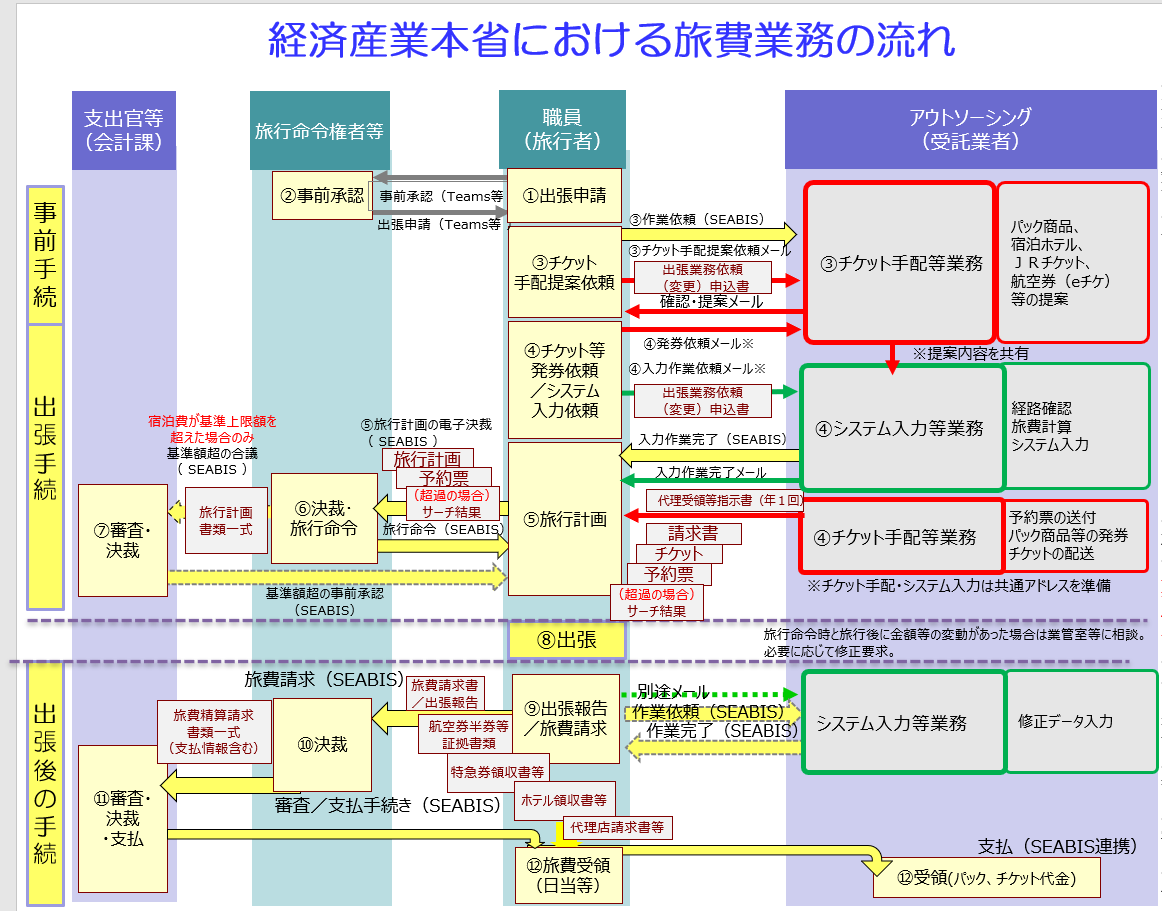 経済産業本省における旅費業務の流れ
支出官等
（会計課）
旅行命令権者等
職員
（旅行者）
アウトソーシング
（受託業者）
事前手続
②事前承認
事前承認（Teams等
出張申請（Teams等
①出張申請
③作業依頼（SEABIS）
③チケット手配提案依頼メール
③チケット
手配提案依頼
出張業務依頼
（変更）申込書
確認・提案メール
③チケット手配等業務
パック商品、
宿泊ホテル、
ＪＲチケット、
航空券（eチケ）
等の提案
※提案内容を共有
出張手続
④チケット等
発券依頼
／システム
入力依頼
④発券依頼メール※
④入力作業依頼メール※
出張業務依頼
（変更）申込書
④システム入力等業務
経路確認
旅費計算
システム入力
入力作業完了（SEABIS）
入力作業完了メール
代理受領等指示書（年１回）
宿泊費が基準上限額を
超えた場合のみ
基準額超の合議
（ SEABIS ）
⑤旅行計画の電子決裁
（ SEABIS ）
旅行計画
予約票
（超過の場合）
サーチ結果
旅行命令（SEABIS）
⑦審査・
決裁
旅行計画
書類一式
⑥決裁・
旅行命令
⑤旅行計画
請求書
チケット
予約票
（超過の場合）
サーチ結果
④チケット手配等業務
予約票の送付
パック商品等の発券
チケットの配送
※チケット手配・システム入力は共通アドレスを準備
基準額超の事前承認
（SEABIS）
⑧出張
旅行命令時と旅行後に金額等の変動があった場合は業管室等に相談。
必要に応じて修正要求。
出張後の手続
旅費請求（SEABIS）
旅費請求書
／出張報告
航空券半券等
証拠書類
特急券領収書等
ホテル領収書等
代理店請求書等
⑨出張報告
／旅費請求
別途メール
作業依頼（SEABIS）
作業完了（SEABIS）
システム入力等業務
修正データ入力
旅費精算請求
書類一式
（支払情報含む）
⑩決裁
審査／支払手続き（SEABIS）
⑪審査・
決裁
・支払
⑫旅費受領
（日当等）
支払（SEABIS連携）
⑫受領(パック、チケット代金)